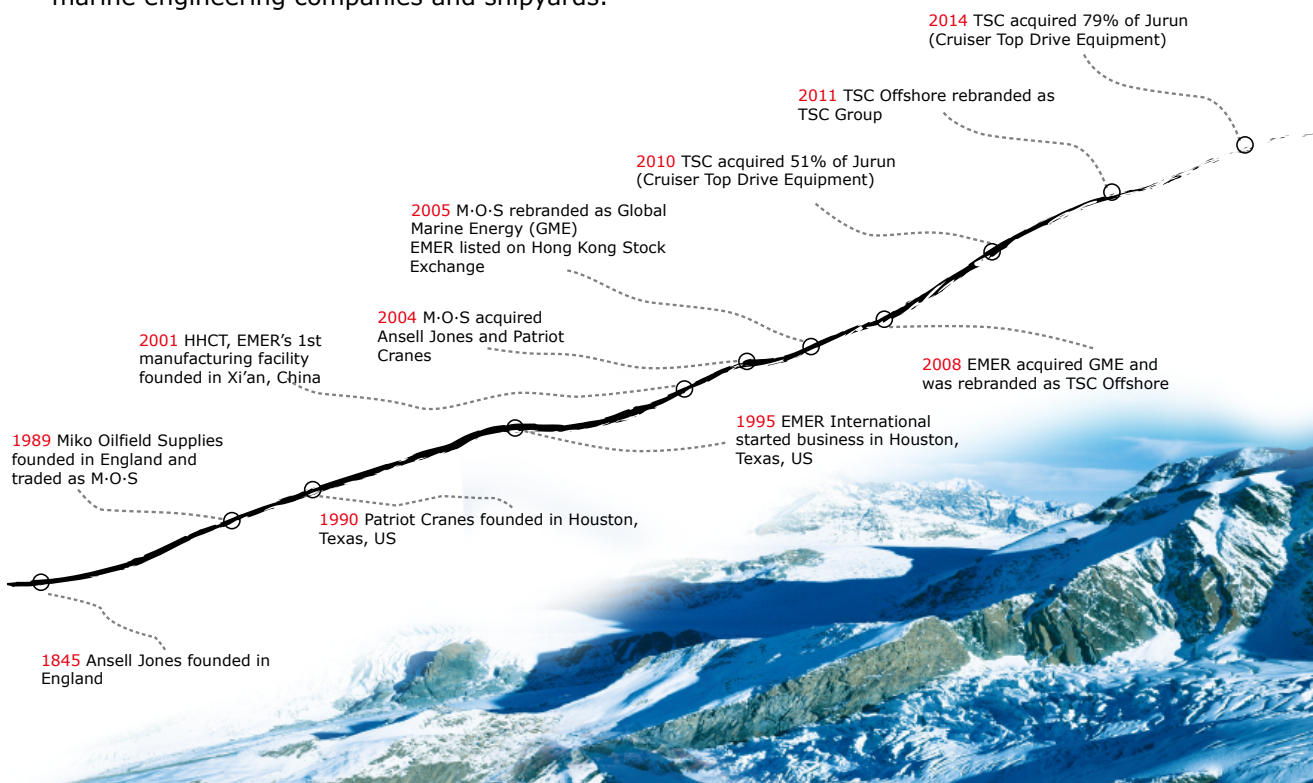 marine engineering companies and shipyards.
2014 TSC acquired 79% of Jurun
(Cruiser Top Drive Equipment)
2011 TSC Offshore rebranded as
TSC Group
2010 TSC acquired 51% of Jurun
(Cruiser Top Drive Equipment)
2005 M·O·S rebranded as Global
Marine Energy (GME)
EMER listed on Hong Kong Stock
Exchange
2004 M·O·S acquired
Ansell Jones and Patriot
Cranes
2001 HHCT, EMER’s 1st
manufacturing facility
founded in Xi’an, China
2008 EMER acquired GME and
was rebranded as TSC Offshore
1995 EMER International
started business in Houston,
Texas, US
1989 Miko Oilfield Supplies
founded in England and
traded as M·O·S
1990 Patriot Cranes founded in Houston,
Texas, US
1845 Ansell Jones founded in
England